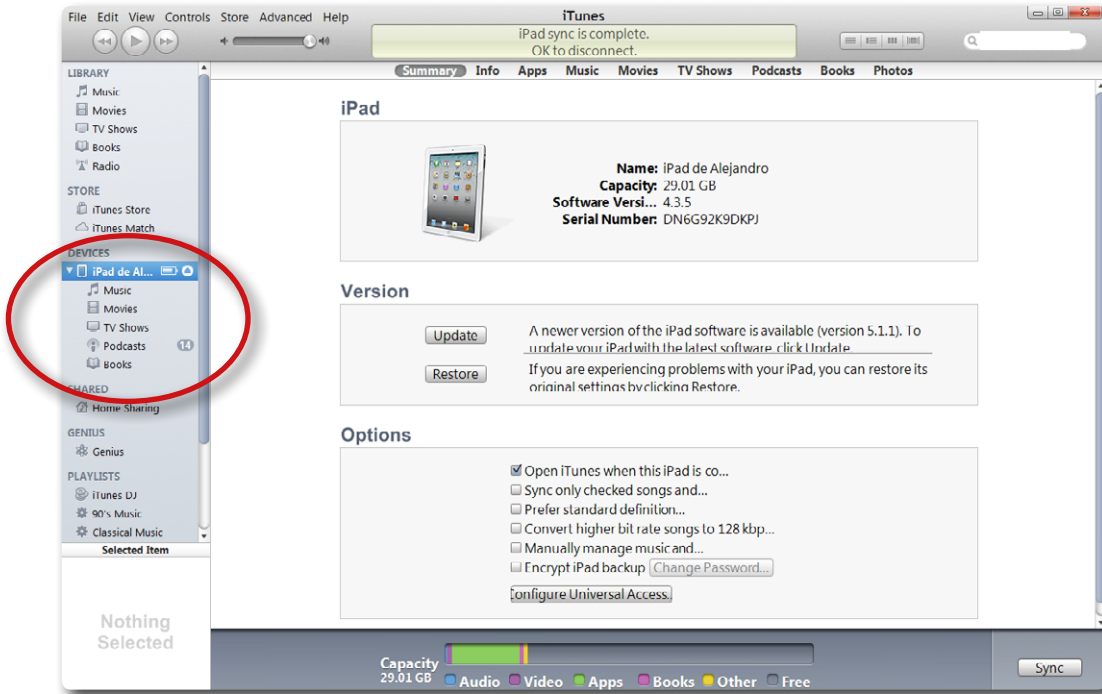 File Edit View Controls Store Advanced Help
iTunes
iPad sync is complete.
OK to disconnect.
Summary Info Apps Music Movies TV Shows Podcasts Books Photos
LIBRARY
Music
Movies
TV Shows
Books
Radio
STORE
iTunes Store
iTunes Match
DEVICES
iPad de Al...
Music
Movies
TV Shows
Podcasts 14
Books
SHARED
Home Sharing
GENIUS
Genius
PLAYLISTS
iTunes DJ
90's Music
Classical Music
Selected Item
Nothing
Selected
iPad
Name: iPad de Alejandro
Capacity: 29.01 GB
Software Versi... 4.3.5
Serial Number: DN6G92K9DKPJ
Version
Update
A newer version of the iPad software is available (version 5.1.1). To
update your iPad with the latest software, click Update
Restore
If you are experiencing problems with your iPad, you can restore its
original settings by clicking Restore.
Options
Open iTunes when this iPad is co...
Sync only checked songs and...
Prefer standard definition...
Convert higher bit rate songs to 128 kbp...
Manually manage music and...
Encrypt iPad backup Change Password...
Configure Universal Access..
Capacity
29.01 GB
Audio Video Apps Books Other Free
Sync